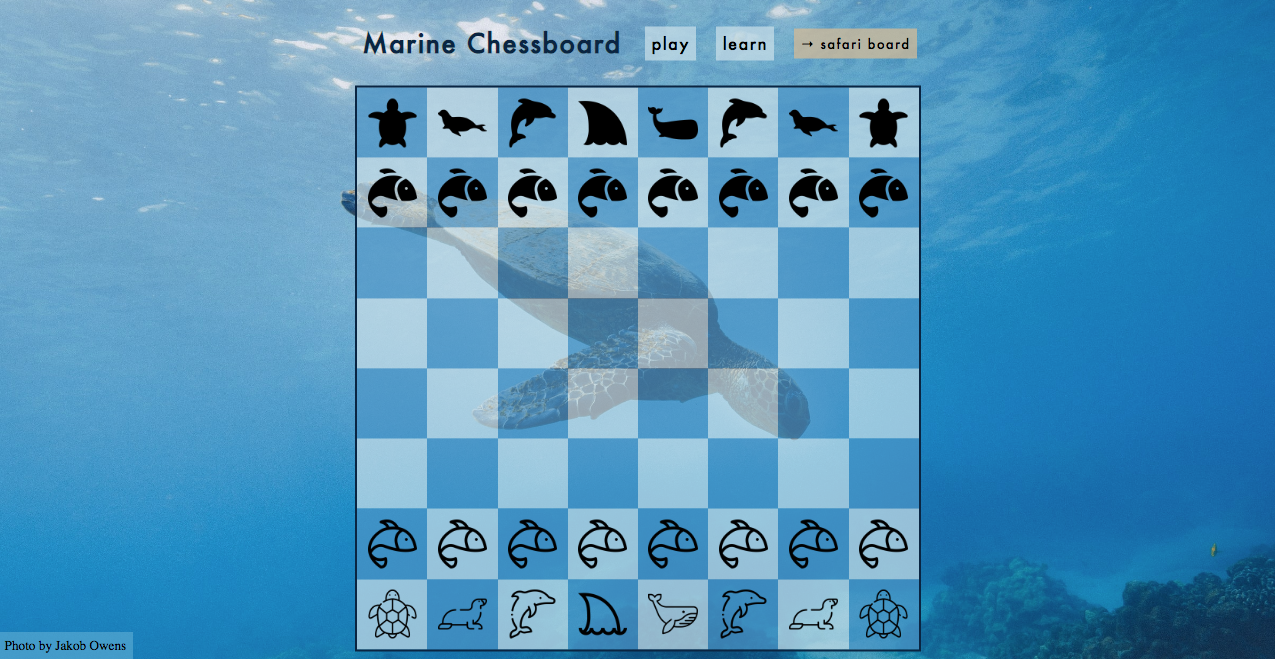 Marine Chessboard
play
learn
→ safari board
Photo by Jakob Owens